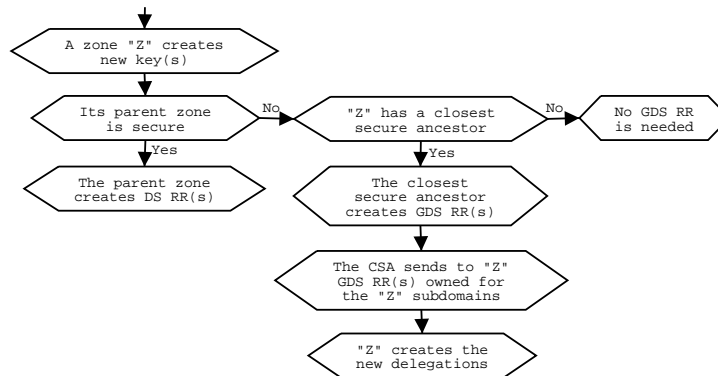 A zone "Z" creates
new key(s)
Its parent zone
is secure
No
"Z" has a closest
secure ancestor
No
No GDS RR
is needed
Yes
Yes
The parent zone
creates DS RR(s)
The closest
secure ancestor
creates GDS RR(s)
The CSA sends to "Z"
GDS RR(s) owned for
the "Z" subdomains
"Z" creates the
new delegations